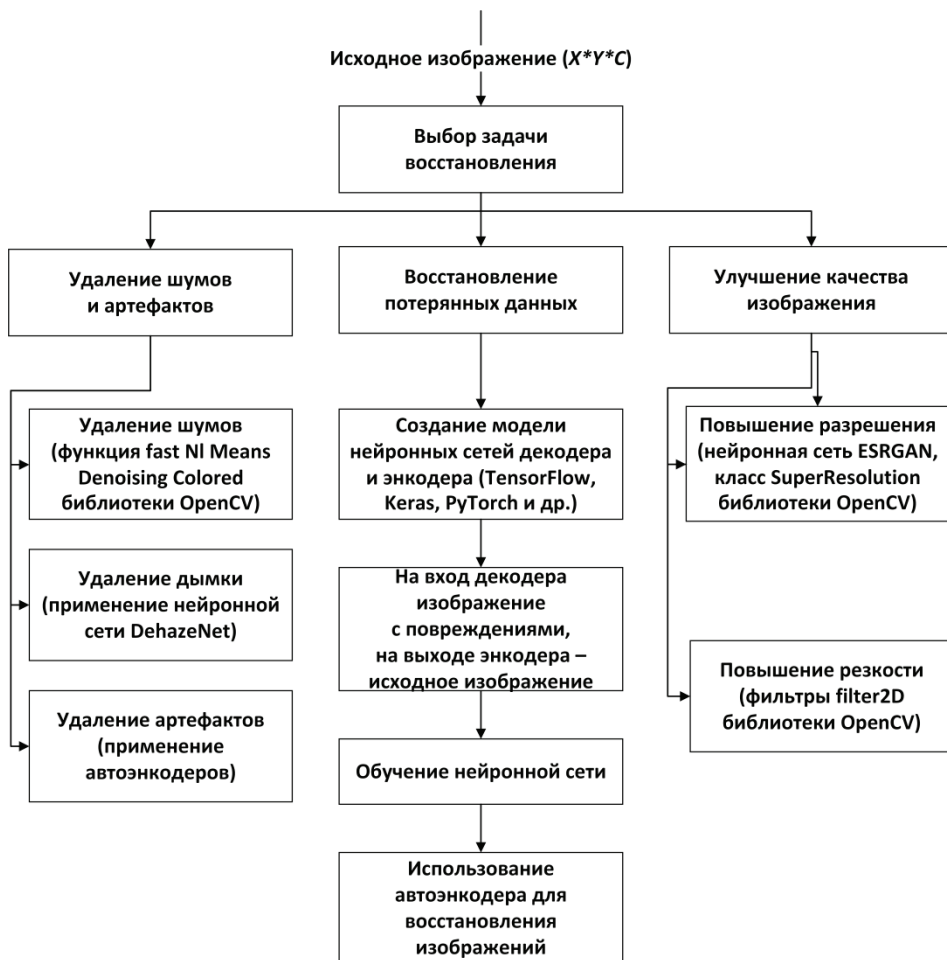 Исходное изображение (X*Y*C)
Выбор задачи
восстановления
Удаление шумов
и артефактов
Восстановление
потерянных данных
Улучшение качества
изображения
Удаление шумов
(функция fast Nl Means
Denoising Colored
библиотеки OpenCV)
Создание модели
нейронных сетей декодера
и энкодера (TensorFlow,
Keras, PyTorch и др.)
Повышение разрешения
(нейронная сеть ESRGAN,
класс SuperResolution
библиотеки OpenCV)
Удаление дымки
(применение нейронной
сети DehazeNet)
На вход декодера
изображение
с повреждениями,
на выходе энкодера –
исходное изображение
Повышение резкости
(фильтры filter2D
библиотеки OpenCV)
Удаление артефактов
(применение
автоэнкодеров)
Обучение нейронной сети
Использование
автоэнкодера для
восстановления
изображений